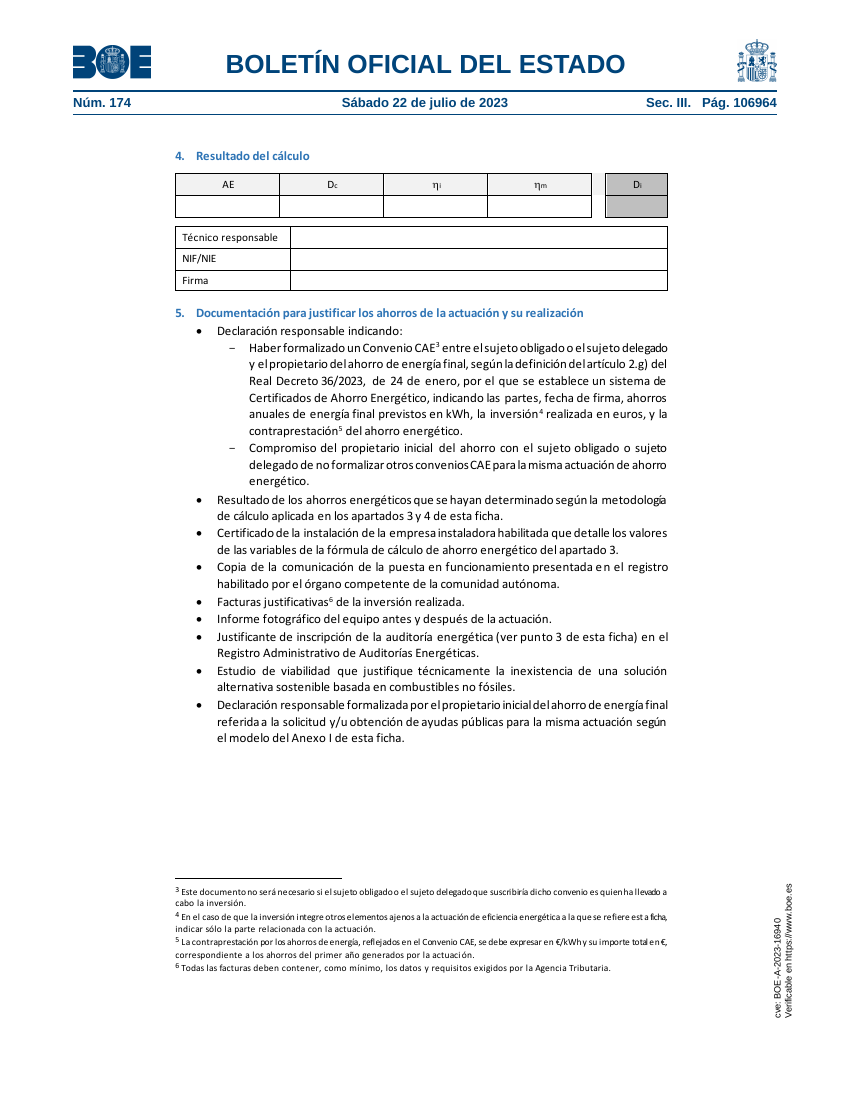 BOE
BOLETÍN OFICIAL DEL ESTADO
Núm. 174 Sábado 22 de julio de 2023 Sec. III. Pág. 106964
4. Resultado del cálculo
AE Dc ηi ηm Di
Técnico responsable
NIF/NIE
Firma
5. Documentación para justificar los ahorros de la actuación y su realización
• Declaración responsable indicando:
− Haber formalizado un Convenio CAE³ entre el sujeto obligado o el sujeto delegado
y el propietario del ahorro de energía final, según la definición del artículo 2.g) del
Real Decreto 36/2023, de 24 de enero, por el que se establece un sistema de
Certificados de Ahorro Energético, indicando las partes, fecha de firma, ahorros
anuales de energía final previstos en kWh, la inversión⁴ realizada en euros, y la
contraprestación⁵ del ahorro energético.
− Compromiso del propietario inicial del ahorro con el sujeto obligado o sujeto
delegado de no formalizar otros convenios CAE para la misma actuación de ahorro
energético.
• Resultado de los ahorros energéticos que se hayan determinado según la metodología
de cálculo aplicada en los apartados 3 y 4 de esta ficha.
• Certificado de la instalación de la empresa instaladora habilitada que detalle los valores
de las variables de la fórmula de cálculo de ahorro energético del apartado 3.
• Copia de la comunicación de la puesta en funcionamiento presentada en el registro
habilitado por el órgano competente de la comunidad autónoma.
• Facturas justificativas⁶ de la inversión realizada.
• Informe fotográfico del equipo antes y después de la actuación.
• Justificante de inscripción de la auditoría energética (ver punto 3 de esta ficha) en el
Registro Administrativo de Auditorías Energéticas.
• Estudio de viabilidad que justifique técnicamente la inexistencia de una solución
alternativa sostenible basada en combustibles no fósiles.
• Declaración responsable formalizada por el propietario inicial del ahorro de energía final
referida a la solicitud y/u obtención de ayudas públicas para la misma actuación según
el modelo del Anexo I de esta ficha.
³ Este documento no será necesario si el sujeto obligado o el sujeto delegado que suscribiría dicho convenio es quien ha llevado a
cabo la inversión.
⁴ En el caso de que la inversión integre otros elementos ajenos a la actuación de eficiencia energética a la que se refiere esta ficha,
indicar sólo la parte relacionada con la actuación.
⁵ La contraprestación por los ahorros de energía, reflejados en el Convenio CAE, se debe expresar en €/kWh y su importe total en €,
correspondiente a los ahorros del primer año generados por la actuación.
⁶ Todas las facturas deben contener, como mínimo, los datos y requisitos exigidos por la Agencia Tributaria.
cve: BOE-A-2023-16940
Verificable en https://www.boe.es